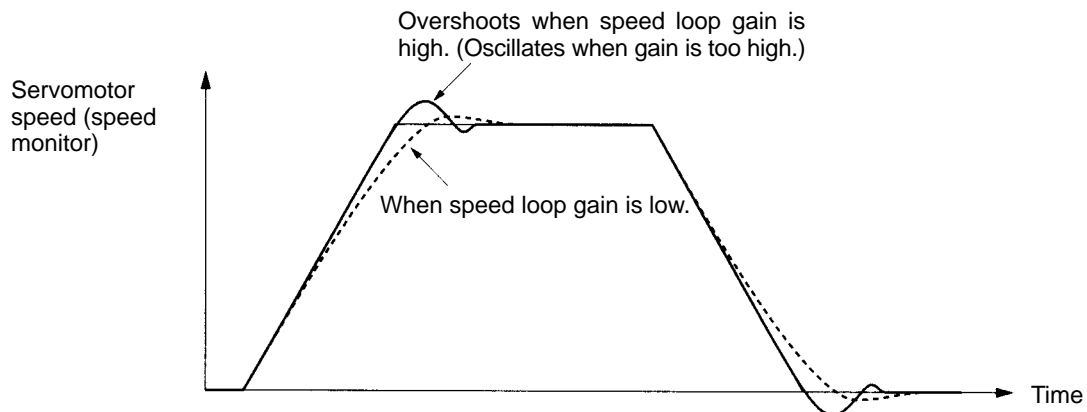 Overshoots when speed loop gain is
high. (Oscillates when gain is too high.)
Servomotor
speed (speed
monitor)
When speed loop gain is low.
Time